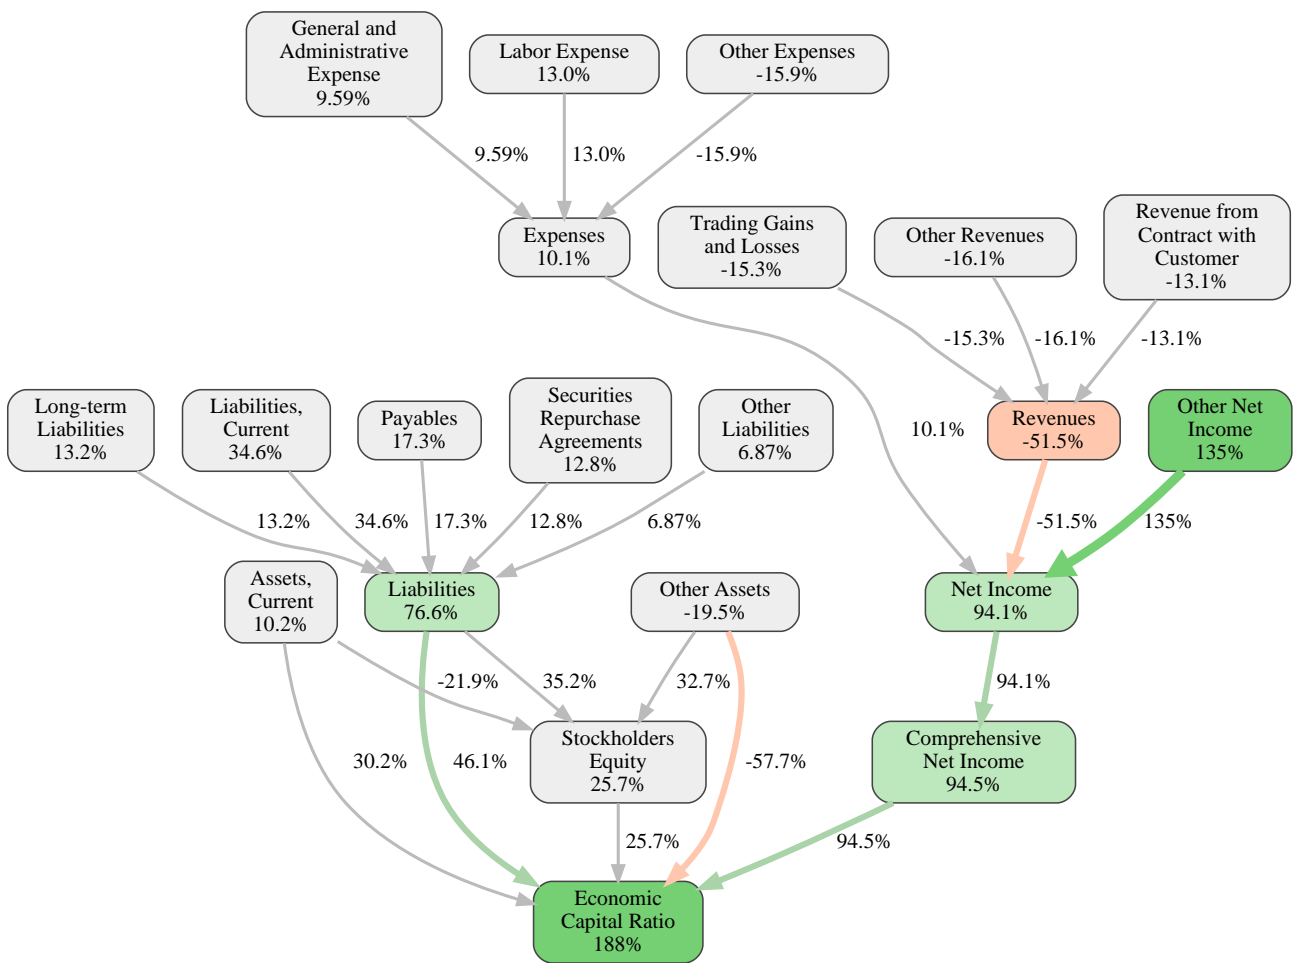 General and
Administrative
Expense
9.59%
Labor Expense
13.0%
Other Expenses
-15.9%
9.59%
13.0%
-15.9%
Expenses
10.1%
Trading Gains
and Losses
-15.3%
Other Revenues
-16.1%
Revenue from
Contract with
Customer
-13.1%
-15.3%
-16.1%
-13.1%
Long-term
Liabilities
13.2%
Liabilities,
Current
34.6%
Payables
17.3%
Securities
Repurchase
Agreements
12.8%
Other
Liabilities
6.87%
10.1%
Revenues
-51.5%
Other Net
Income
135%
13.2%
34.6%
17.3%
12.8%
6.87%
-51.5%
135%
Assets,
Current
10.2%
Liabilities
76.6%
Other Assets
-19.5%
Net Income
94.1%
-21.9%
35.2%
32.7%
94.1%
30.2%
46.1%
Stockholders
Equity
25.7%
-57.7%
Comprehensive
Net Income
94.5%
25.7%
94.5%
Economic
Capital Ratio
188%